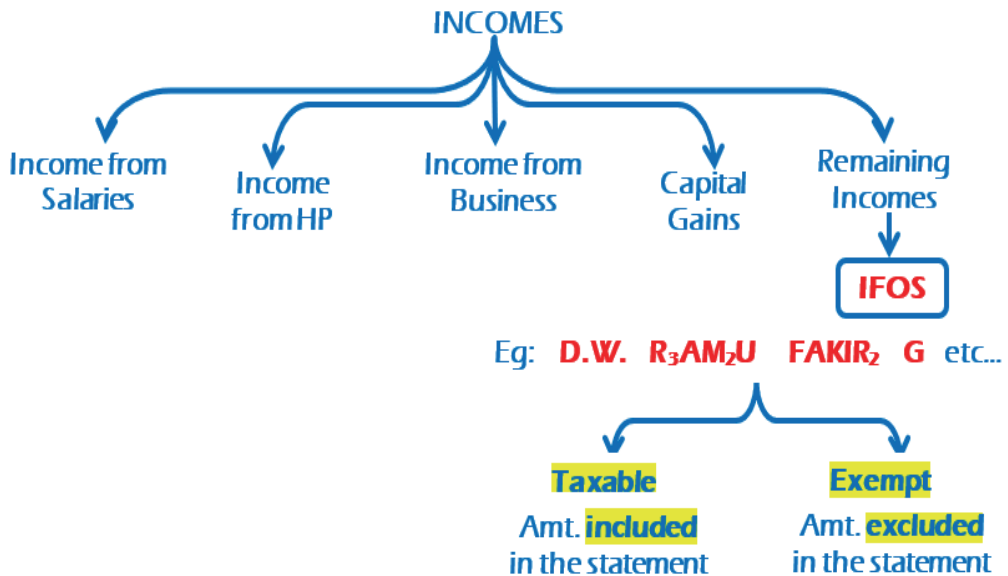 INCOMES
Income from
Salaries
Income
from HP
Income from
Business
Capital
Gains
Remaining
Incomes
IFOS
Eg: D.W. R₃AM₂U FAKIR₂ G etc...
Taxable
Amt. included
in the statement
Exempt
Amt. excluded
in the statement